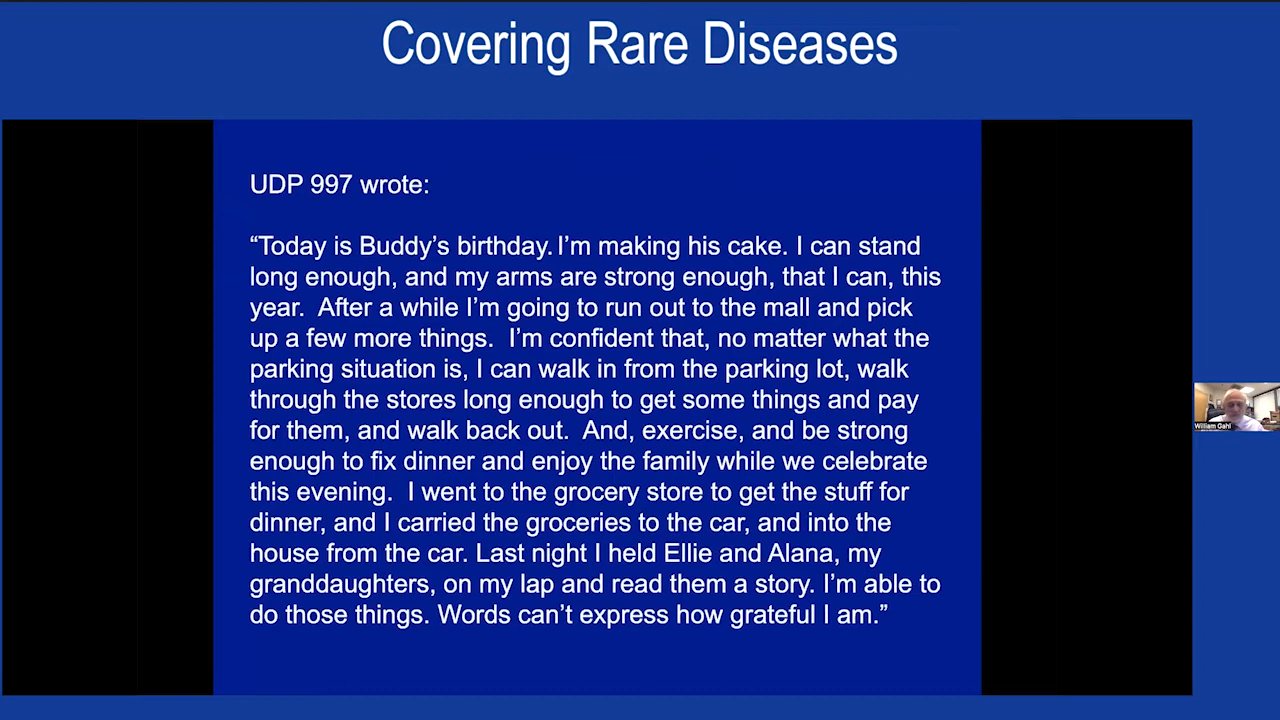 Covering Rare Diseases
UDP 997 wrote:
“Today is Buddy’s birthday. I’m making his cake. I can stand
long enough, and my arms are strong enough, that I can, this
year.  After a while I’m going to run out to the mall and pick
up a few more things.  I’m confident that, no matter what the
parking situation is, I can walk in from the parking lot, walk
through the stores long enough to get some things and pay
for them, and walk back out.  And, exercise, and be strong
enough to fix dinner and enjoy the family while we celebrate
this evening.  I went to the grocery store to get the stuff for
dinner, and I carried the groceries to the car, and into the
house from the car. Last night I held Ellie and Alana, my
granddaughters, on my lap and read them a story. I’m able to
do those things. Words can’t express how grateful I am.”
William Gahl